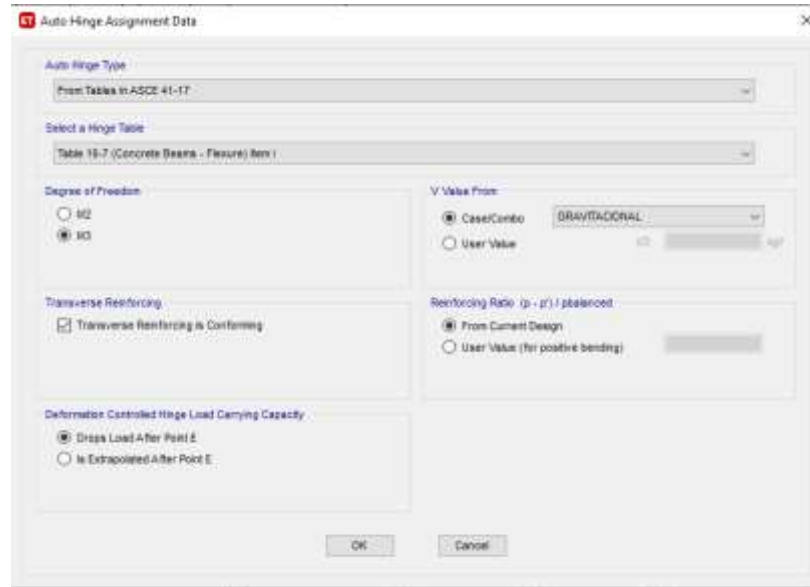 ET Auto Hinge Assignment Data
Auto Hinge Type
From Tables In ASCE 41-17
Select a Hinge Table
Table 10-7 (Concrete Beams - Flexure) Item i
Degree of Freedom
M2
M3
V Value From
Case/Combo GRAVITACIONAL
User Value V2
Transverse Reinforcing
Transverse Reinforcing is Conforming
Reinforcing Ratio (p - p') / pbalanced
From Current Design
User Value (for positive bending)
Deformation Controlled Hinge Load Carrying Capacity
Drops Load After Point E
Is Extrapolated After Point E
OK Cancel